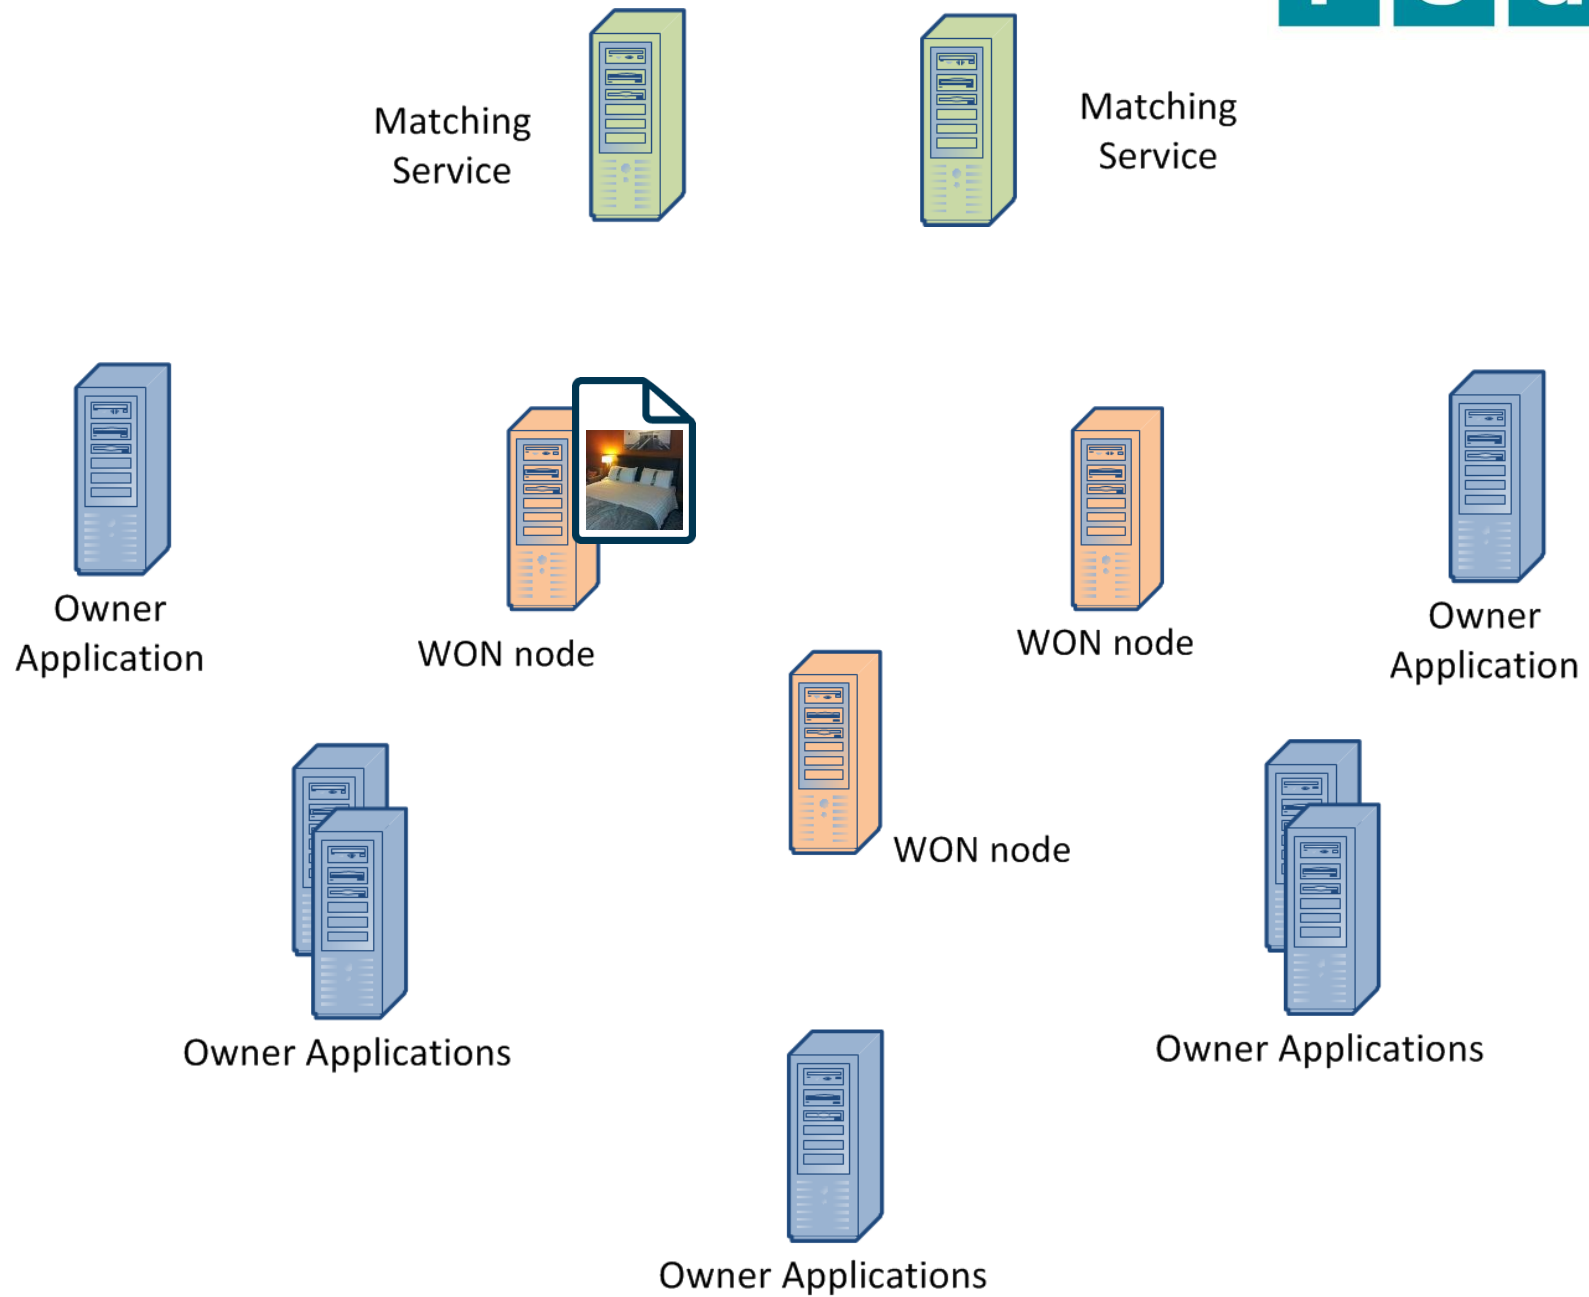 Matching
Service
Matching
Service
Owner
Application
WON node
WON node
Owner
Application
WON node
Owner Applications
Owner Applications
Owner Applications